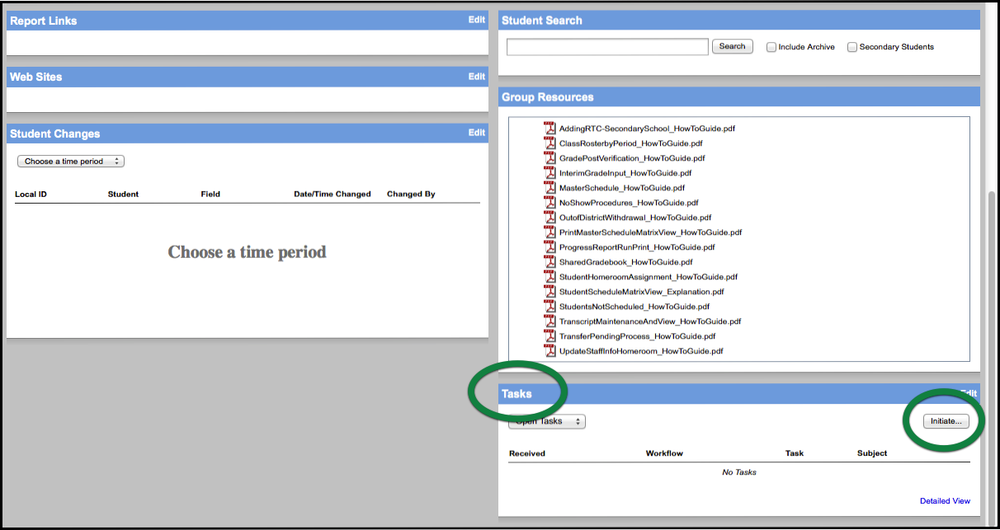 Report Links Edit
Web Sites Edit
Student Changes Edit
Choose a time period
Local ID Student Field Date/Time Changed Changed By
Choose a time period
Student Search
Search Include Archive Secondary Students
Group Resources
AddingRTC-SecondarySchool_HowToGuide.pdf
ClassRosterbyPeriod_HowToGuide.pdf
GradePostVerification_HowToGuide.pdf
InterimGradeInput_HowToGuide.pdf
MasterSchedule_HowToGuide.pdf
NoShowProcedures_HowToGuide.pdf
OutofDistrictWithdrawal_HowToGuide.pdf
PrintMasterScheduleMatrixView_HowToGuide.pdf
ProgressReportRunPrint_HowToGuide.pdf
SharedGradebook_HowToGuide.pdf
StudentHomeroomAssignment_HowToGuide.pdf
StudentScheduleMatrixView_Explanation.pdf
StudentsNotScheduled_HowToGuide.pdf
TranscriptMaintenanceAndView_HowToGuide.pdf
TransferPendingProcess_HowToGuide.pdf
UpdateStaffInfoHomeroom_HowToGuide.pdf
Tasks Edit
Open Tasks Initiate...
Received Workflow Task Subject
No Tasks
Detailed View